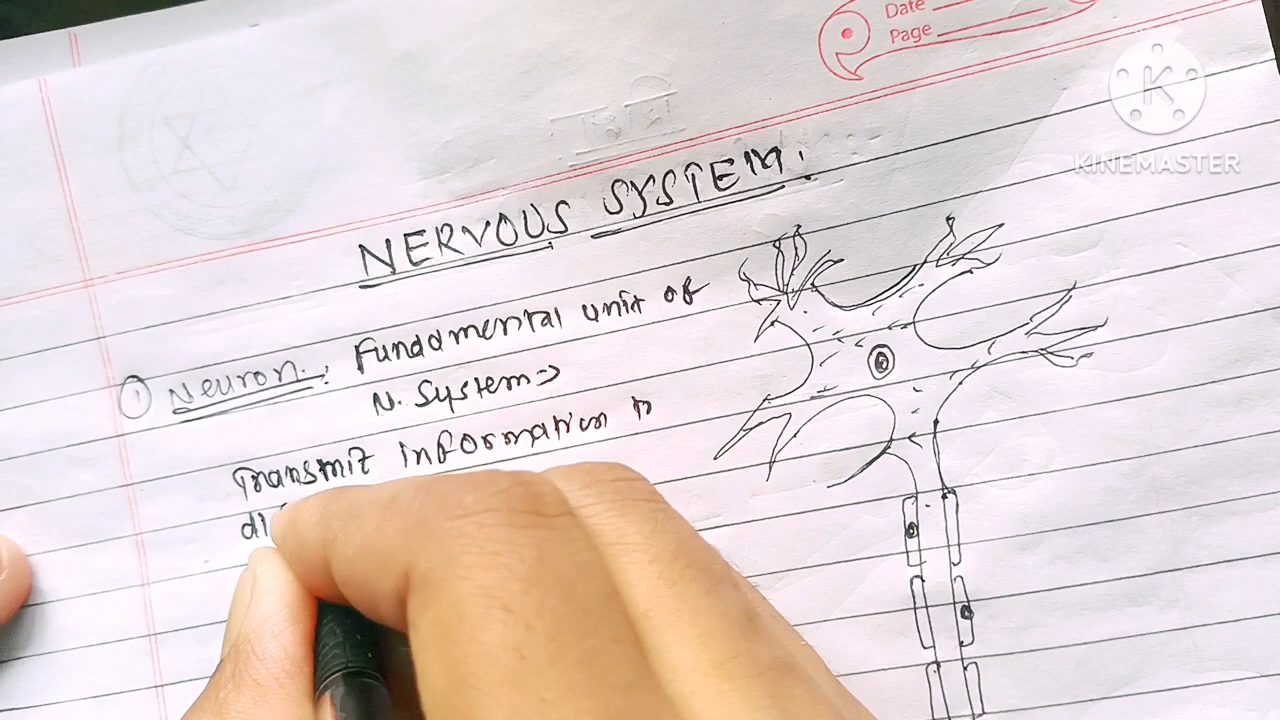 Date
Page
K
KINEMASTER
NERVOUS SYSTEM:
① Neuron: Fundamental unit of
N. System ⇒
Transmit information to